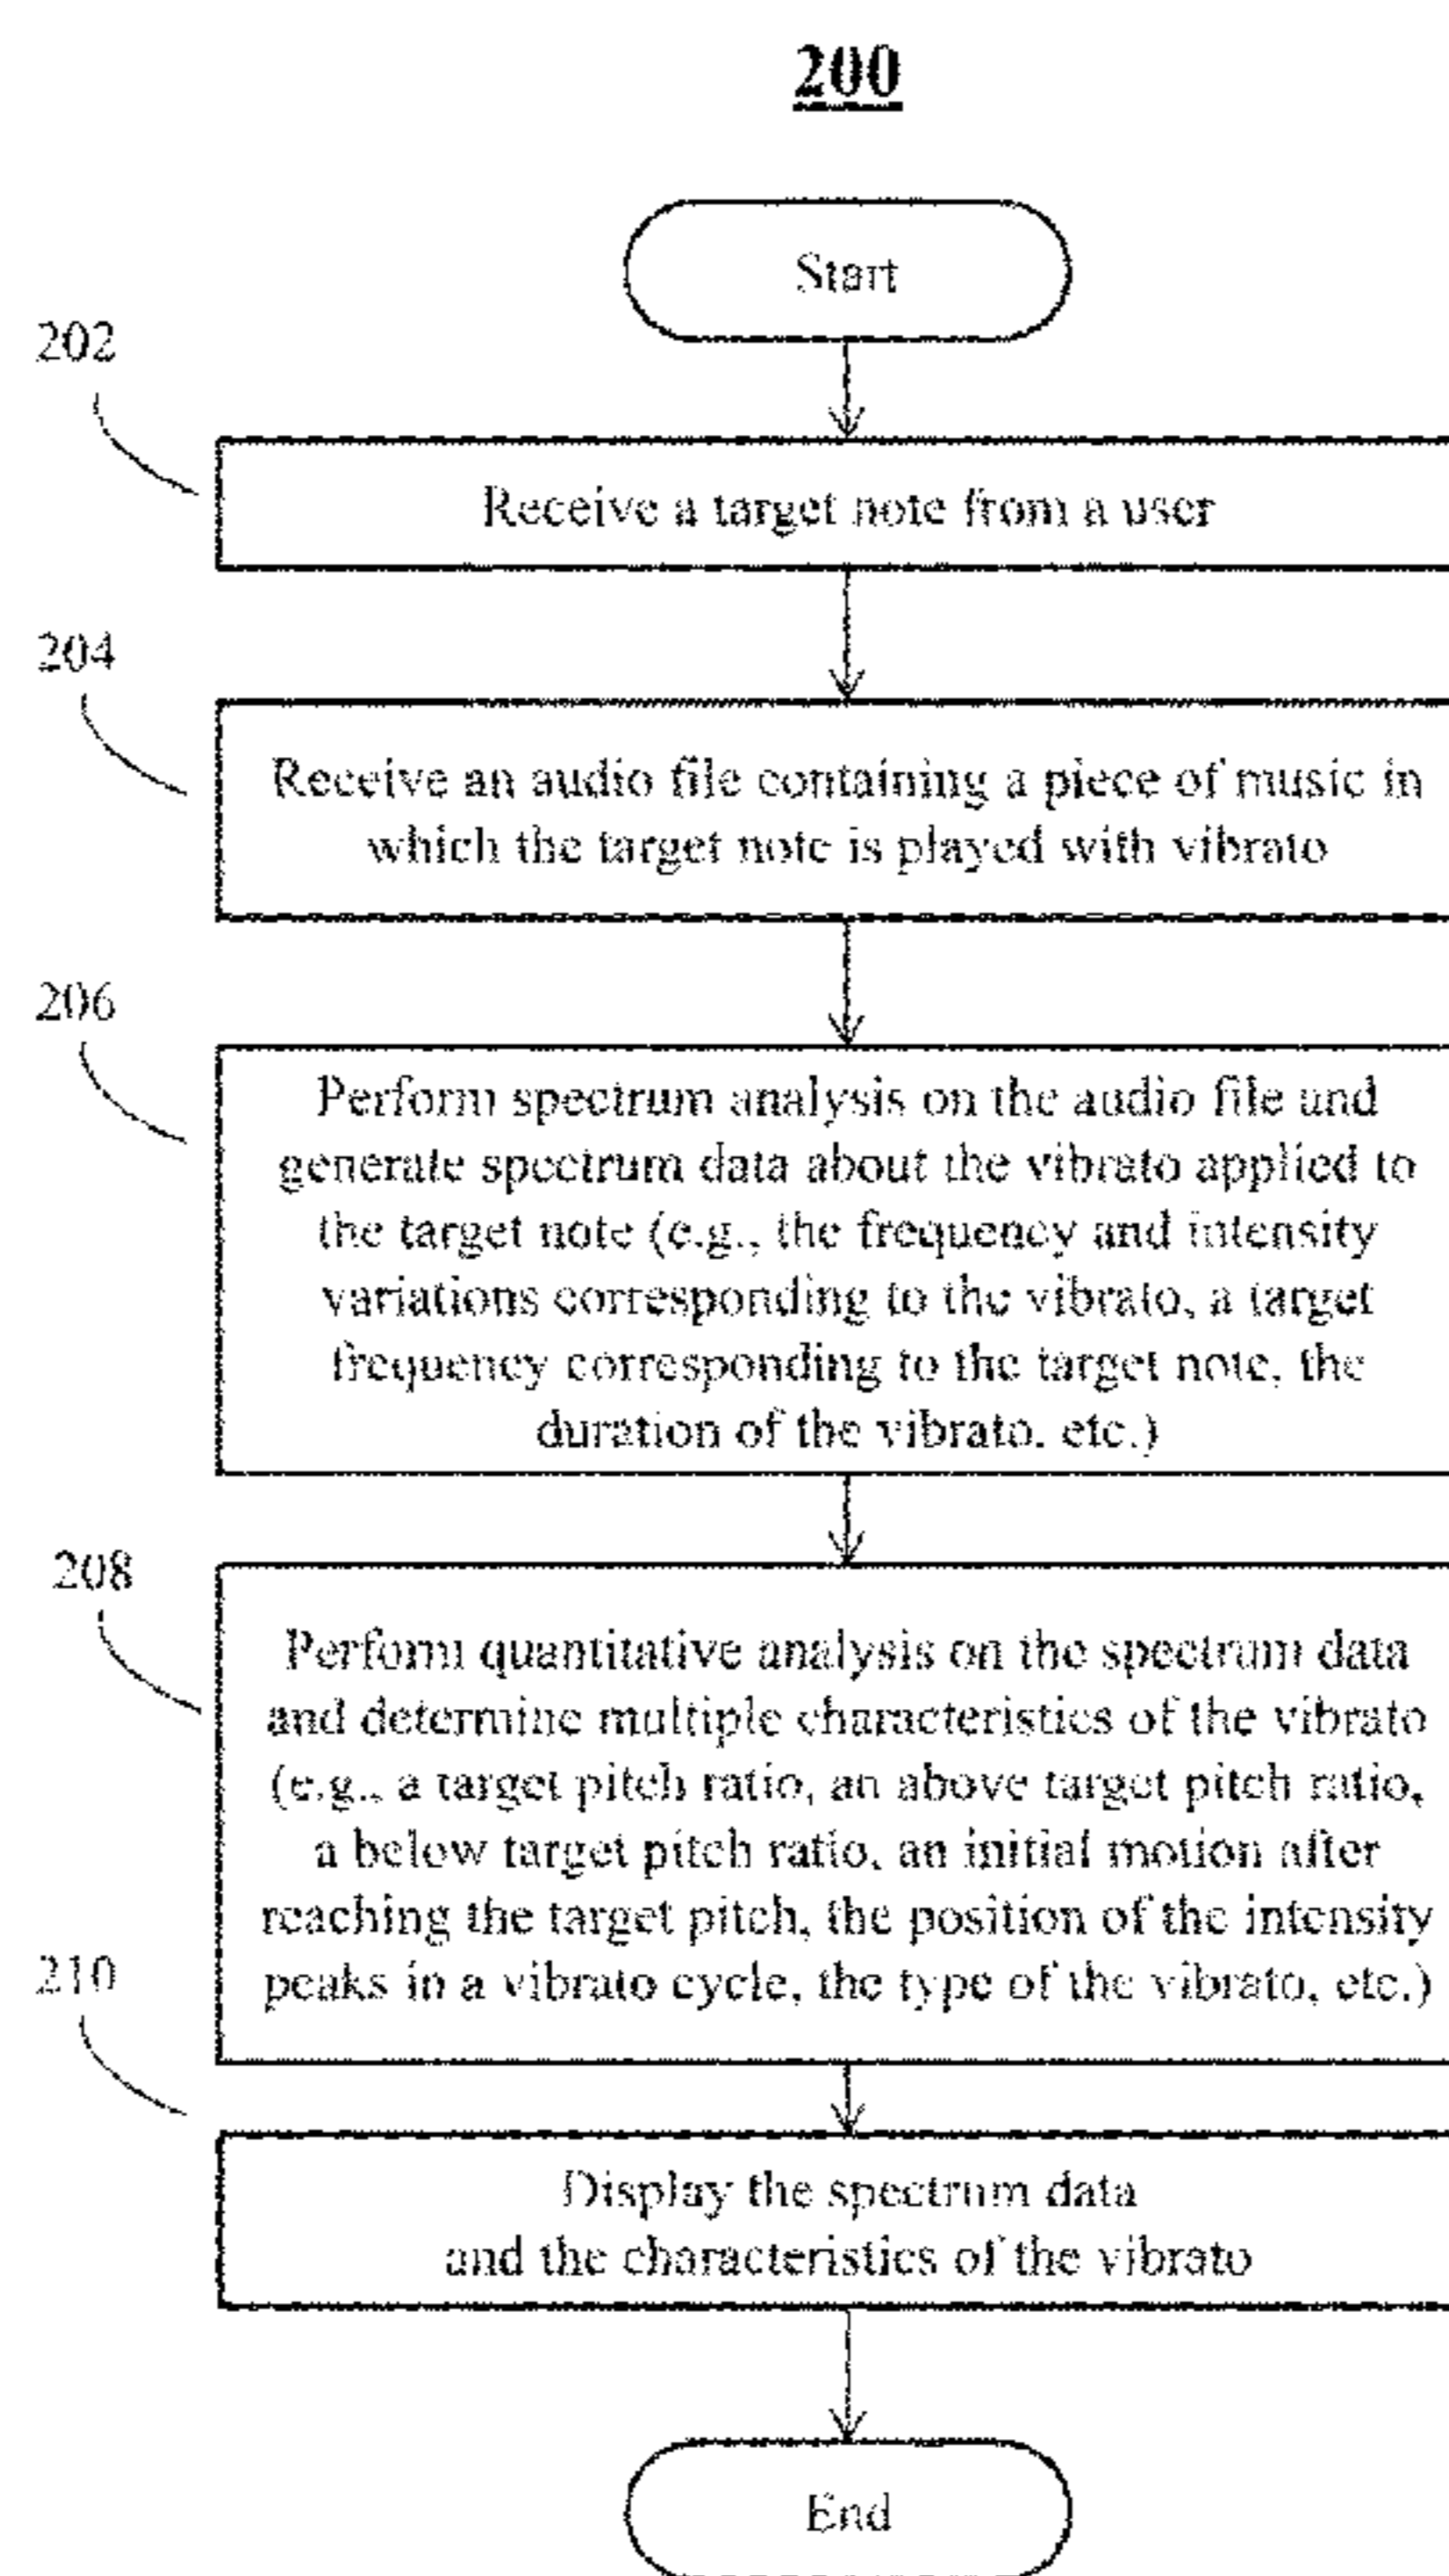 200
Start
202
Receive a target note from a user
204
Receive an audio file containing a piece of music in
which the target note is played with vibrato
206
Perform spectrum analysis on the audio file and
generate spectrum data about the vibrato applied to
the target note (e.g., the frequency and intensity
variations corresponding to the vibrato, a target
frequency corresponding to the target note, the
duration of the vibrato, etc.)
208
Perform quantitative analysis on the spectrum data
and determine multiple characteristics of the vibrato
(e.g., a target pitch ratio, an above target pitch ratio,
a below target pitch ratio, an initial motion after
reaching the target pitch, the position of the intensity
peaks in a vibrato cycle, the type of the vibrato, etc.)
210
Display the spectrum data
and the characteristics of the vibrato
End